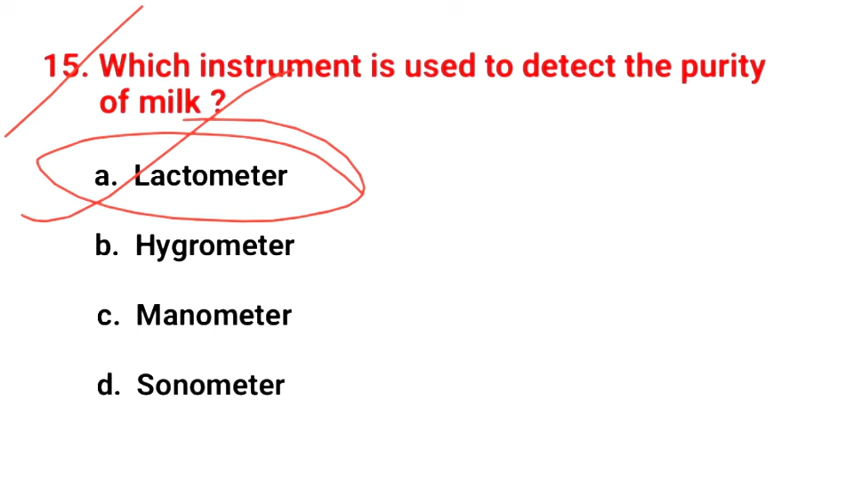 15. Which instrument is used to detect the purity
of milk ?
a. Lactometer
b. Hygrometer
c. Manometer
d. Sonometer